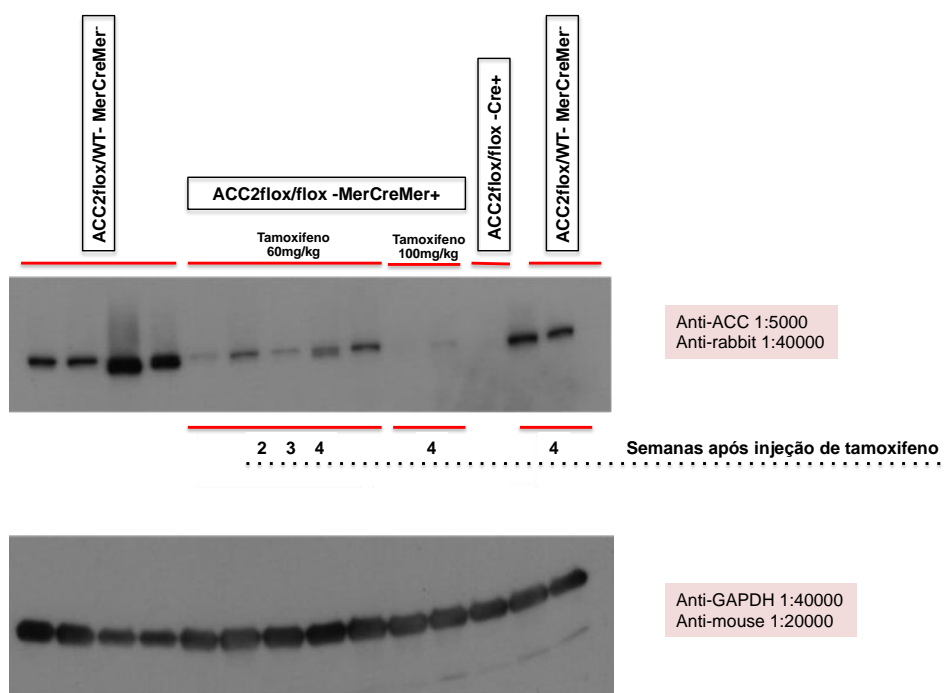 ACC2flox/WT- MerCreMer-
ACC2flox/flox -MerCreMer+
ACC2flox/flox -Cre+
ACC2flox/WT- MerCreMer-
Tamoxifeno
60mg/kg
Tamoxifeno
100mg/kg
Anti-ACC 1:5000
Anti-rabbit 1:40000
2 3 4 4 4 Semanas após injeção de tamoxifeno
Anti-GAPDH 1:40000
Anti-mouse 1:20000